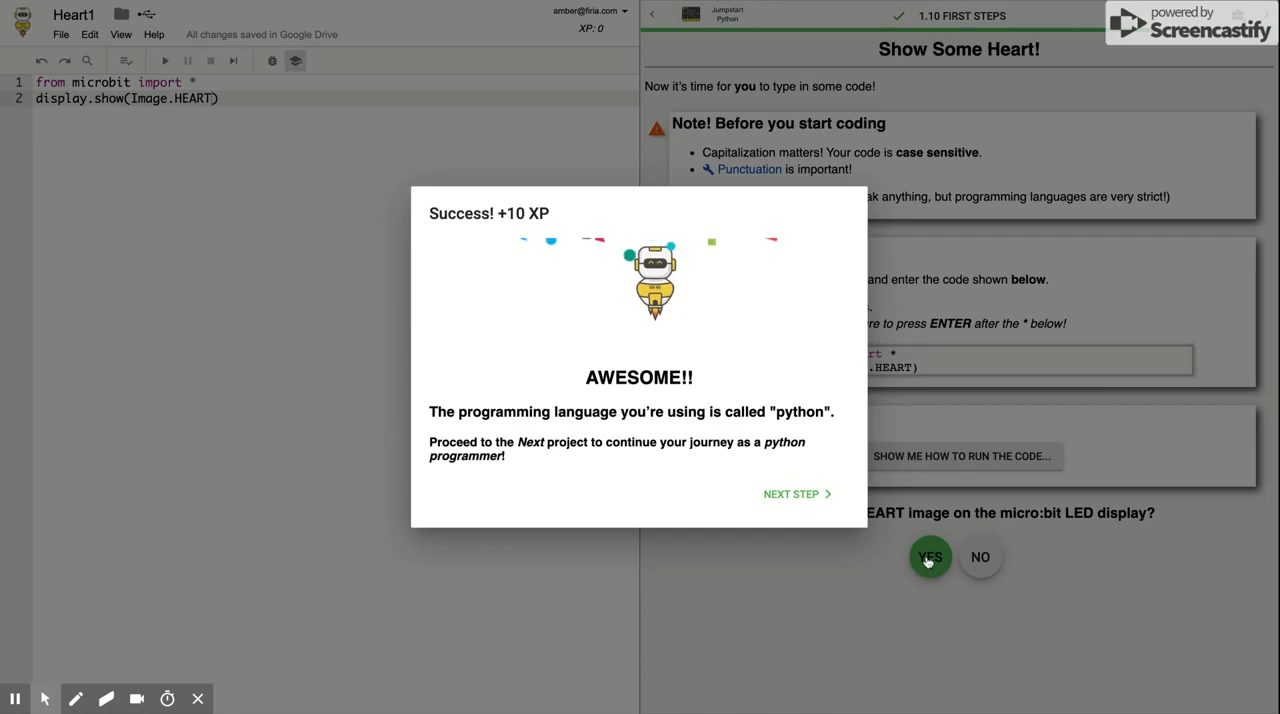 Heart1
File Edit View Help All changes saved in Google Drive
amber@firia.com
XP: 0
1 from microbit import *
2 display.show(Image.HEART)
Jumpstart
Python
1.10 FIRST STEPS
powered by
Screencastify
Show Some Heart!
Now it's time for you to type in some code!
Note! Before you start coding
Capitalization matters! Your code is case sensitive.
Punctuation is important!
ak anything, but programming languages are very strict!)
and enter the code shown below.
s.
re to press ENTER after the * below!
rt *
.HEART)
SHOW ME HOW TO RUN THE CODE...
EART image on the micro:bit LED display?
YES NO
Success! +10 XP
AWESOME!!
The programming language you're using is called "python".
Proceed to the Next project to continue your journey as a python
programmer!
NEXT STEP